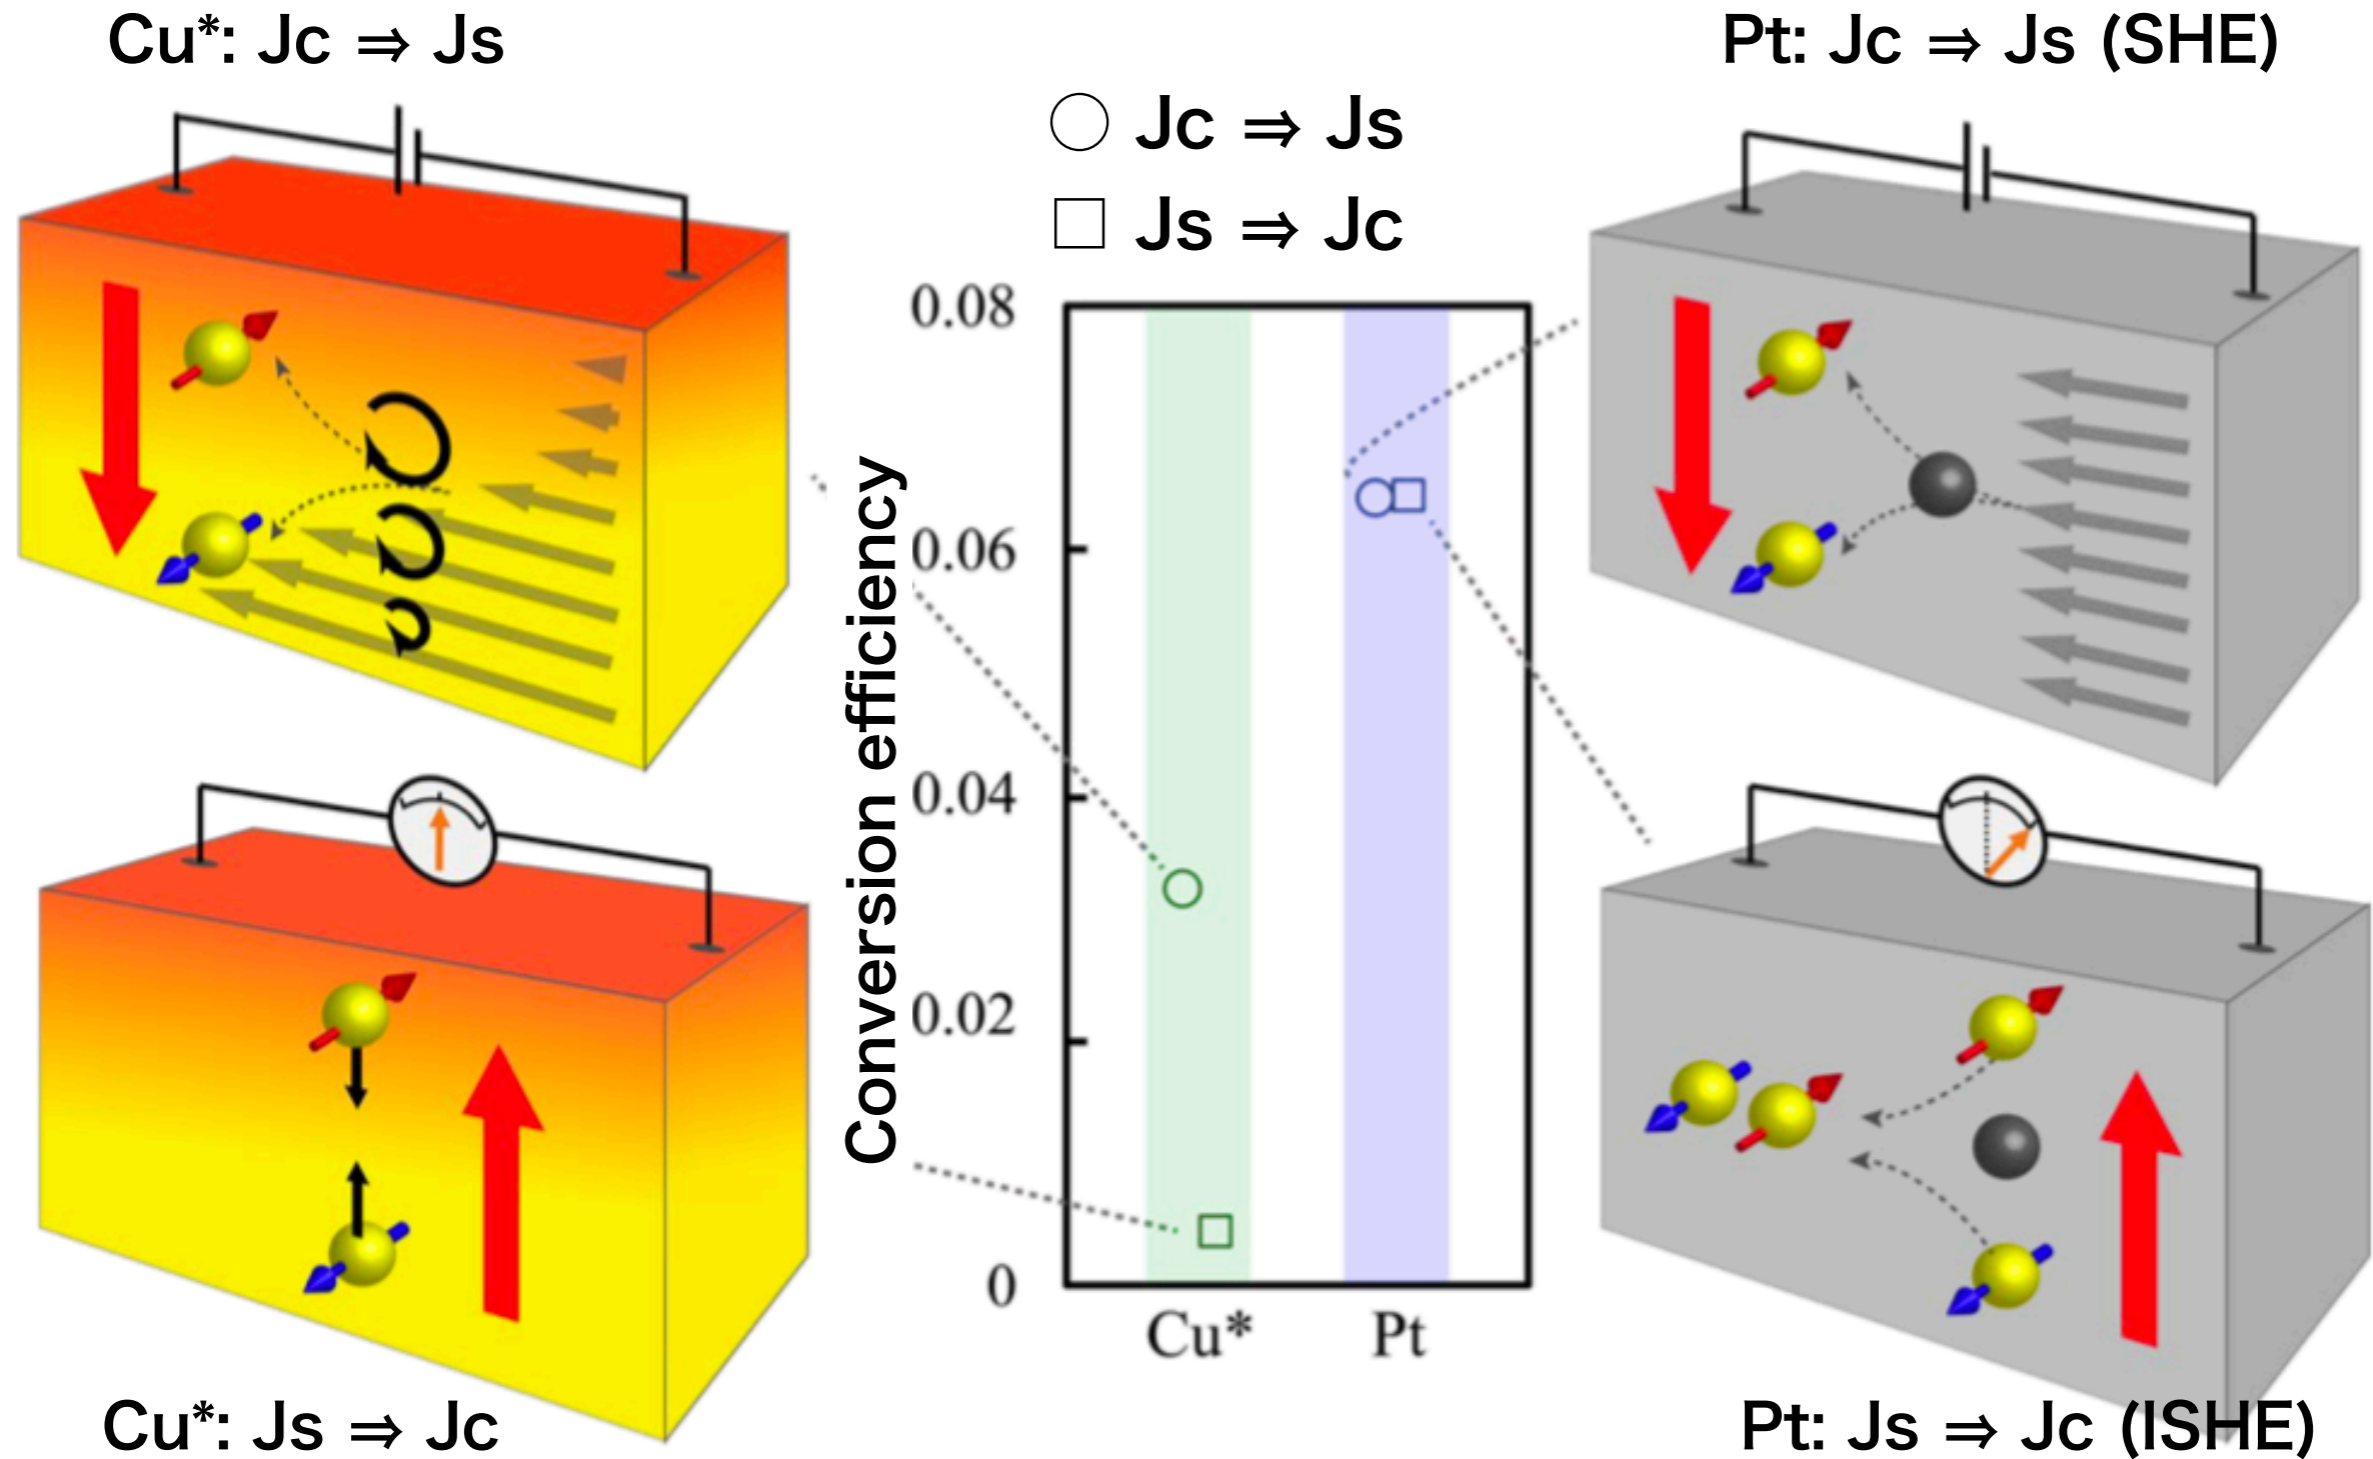 Cu*: Jc ⇒ Js
Pt: Jc ⇒ Js (SHE)
○ Jc ⇒ Js
□ Js ⇒ Jc
Conversion efficiency
0.08
0.06
0.04
0.02
0
Cu*
Pt
Cu*: Js ⇒ Jc
Pt: Js ⇒ Jc (ISHE)